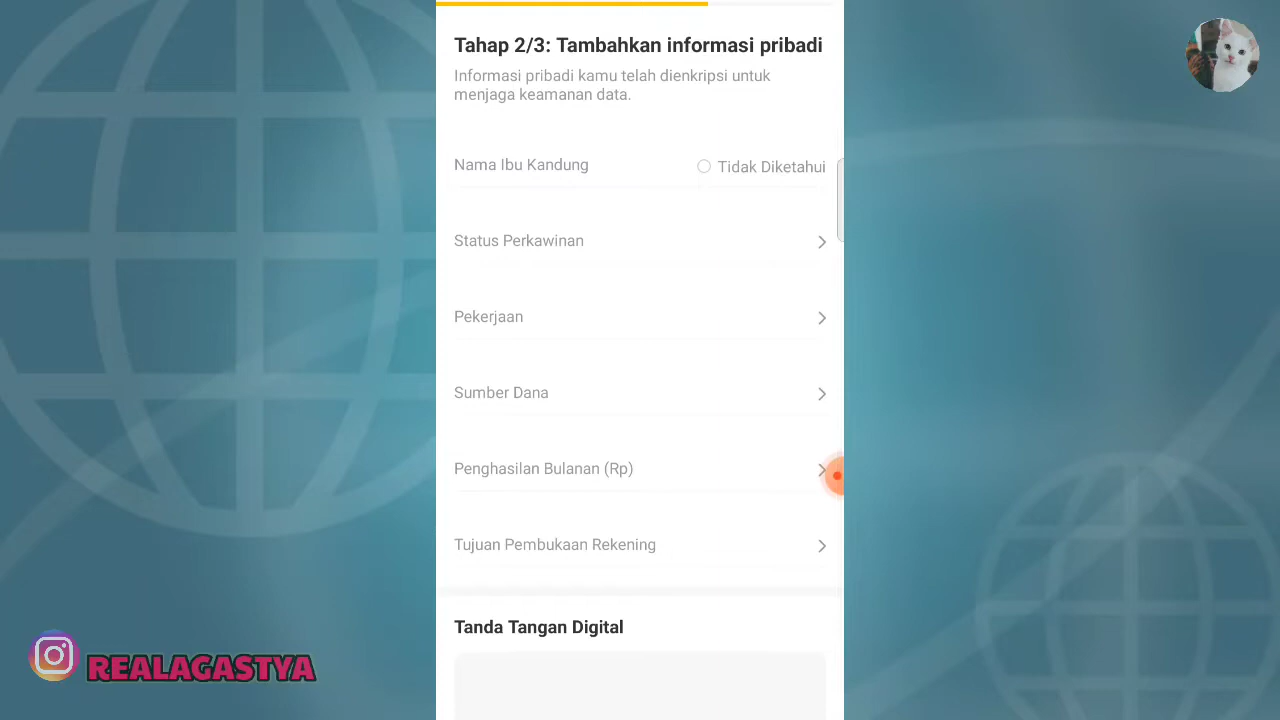 Tahap 2/3: Tambahkan informasi pribadi
Informasi pribadi kamu telah dienkripsi untuk
menjaga keamanan data.
Nama Ibu Kandung
Tidak Diketahui
Status Perkawinan
Pekerjaan
Sumber Dana
Penghasilan Bulanan (Rp)
Tujuan Pembukaan Rekening
Tanda Tangan Digital
REALAGASTYA